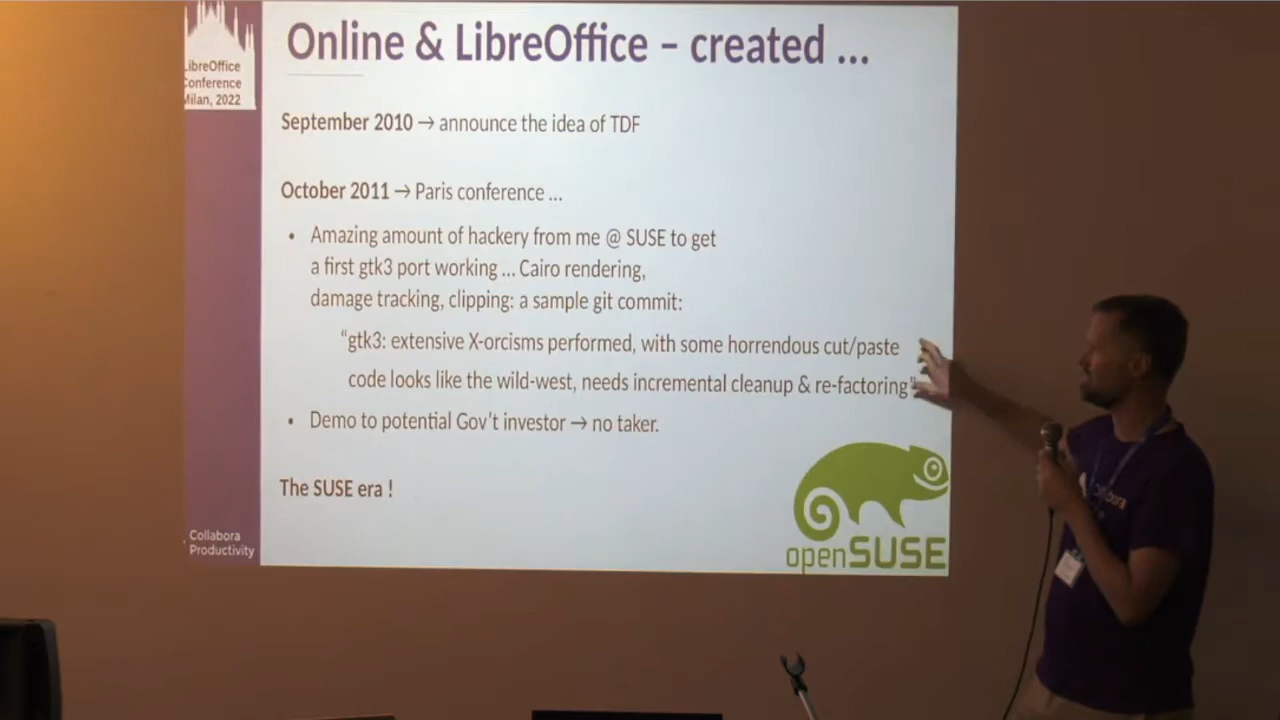 Online & LibreOffice – created ...
LibreOffice
Conference
Milan, 2022
September 2010 → announce the idea of TDF
October 2011 → Paris conference ...
• Amazing amount of hackery from me @ SUSE to get
a first gtk3 port working ... Cairo rendering,
damage tracking, clipping: a sample git commit:
“gtk3: extensive X-orcisms performed, with some horrendous cut/paste
code looks like the wild-west, needs incremental cleanup & re-factoring”
• Demo to potential Gov't investor → no taker.
The SUSE era !
Collabora
Productivity
openSUSE